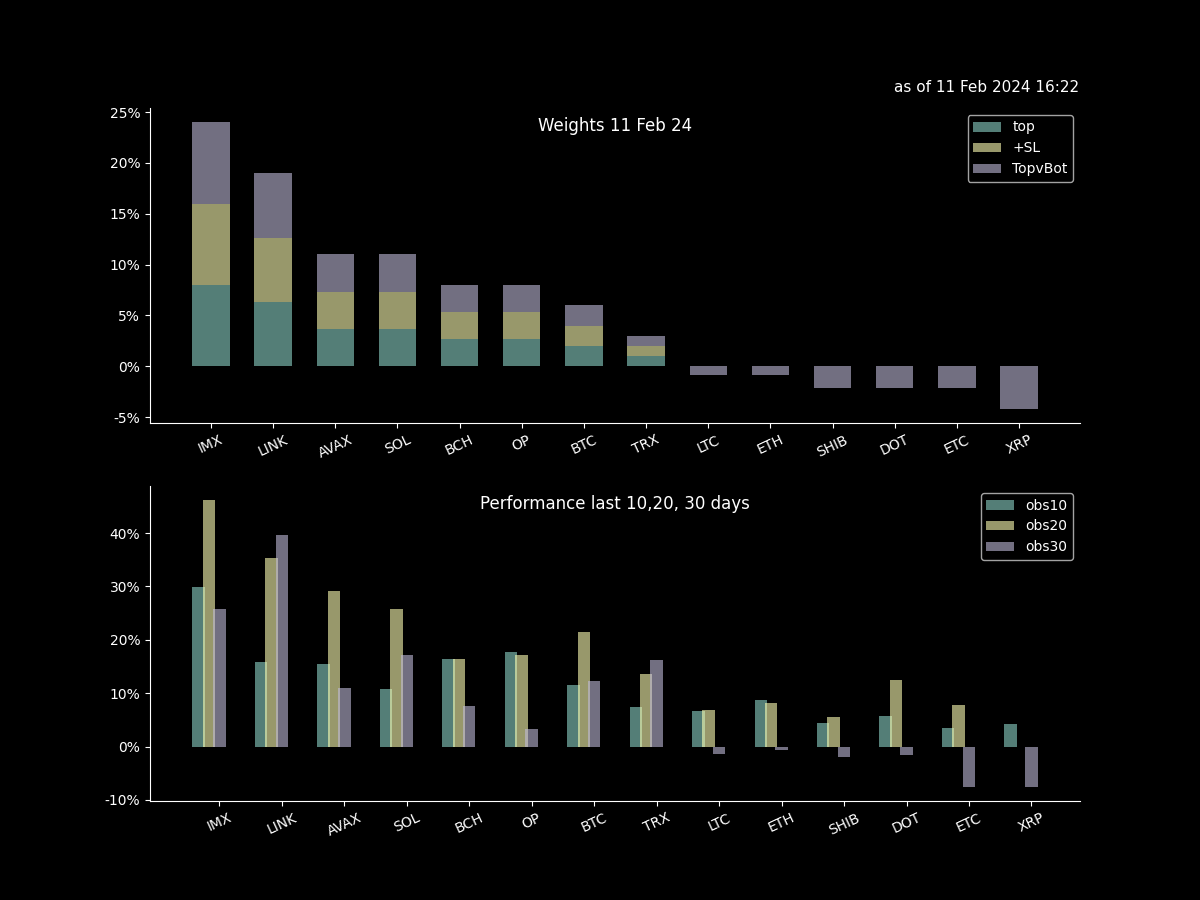 as of 11 Feb 2024 16:22
Weights 11 Feb 24
top
+SL
TopvBot
25%
20%
15%
10%
5%
0%
-5%
IMX LINK AVAX SOL BCH OP BTC TRX LTC ETH SHIB DOT ETC XRP
Performance last 10,20, 30 days
obs10
obs20
obs30
40%
30%
20%
10%
0%
-10%
IMX LINK AVAX SOL BCH OP BTC TRX LTC ETH SHIB DOT ETC XRP